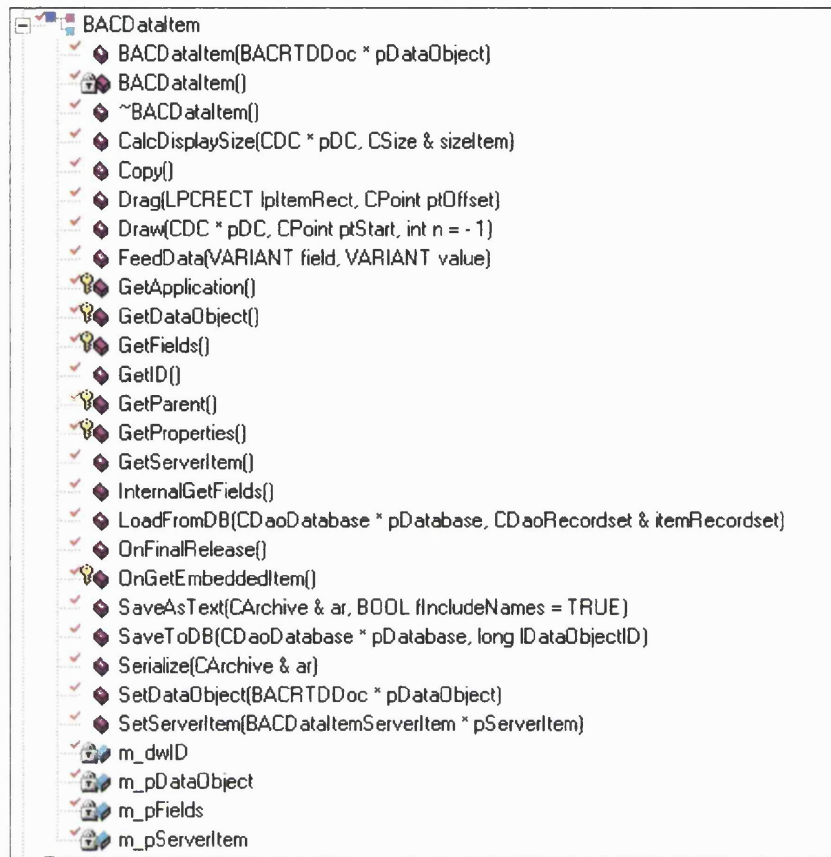 BACDataItem
BACDataItem(BACRTDDoc * pDataObject)
BACDataItem()
~BACDataItem()
CalcDisplaySize(CDC * pDC, CSize & sizeItem)
Copy()
Drag(LPCRECT lpItemRect, CPoint ptOffset)
Draw(CDC * pDC, CPoint ptStart, int n = -1)
FeedData(VARIANT field, VARIANT value)
GetApplication()
GetDataObject()
GetFields()
GetID()
GetParent()
GetProperties()
GetServerItem()
InternalGetFields()
LoadFromDB(CDaoDatabase * pDatabase, CDaoRecordset & itemRecordset)
OnFinalRelease()
OnGetEmbeddedItem()
SaveAsText(CArchive & ar, BOOL fIncludeNames = TRUE)
SaveToDB(CDaoDatabase * pDatabase, long lDataObjectID)
Serialize(CArchive & ar)
SetDataObject(BACRTDDoc * pDataObject)
SetServerItem(BACDataItemServerItem * pServerItem)
m_dwID
m_pDataObject
m_pFields
m_pServerItem